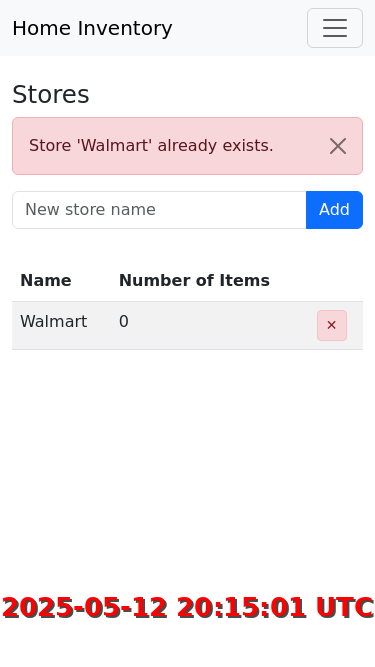 Home Inventory
Stores
Store 'Walmart' already exists.
New store name
Add
Name Number of Items
Walmart 0 ×
2025-05-12 20:15:01 UTC